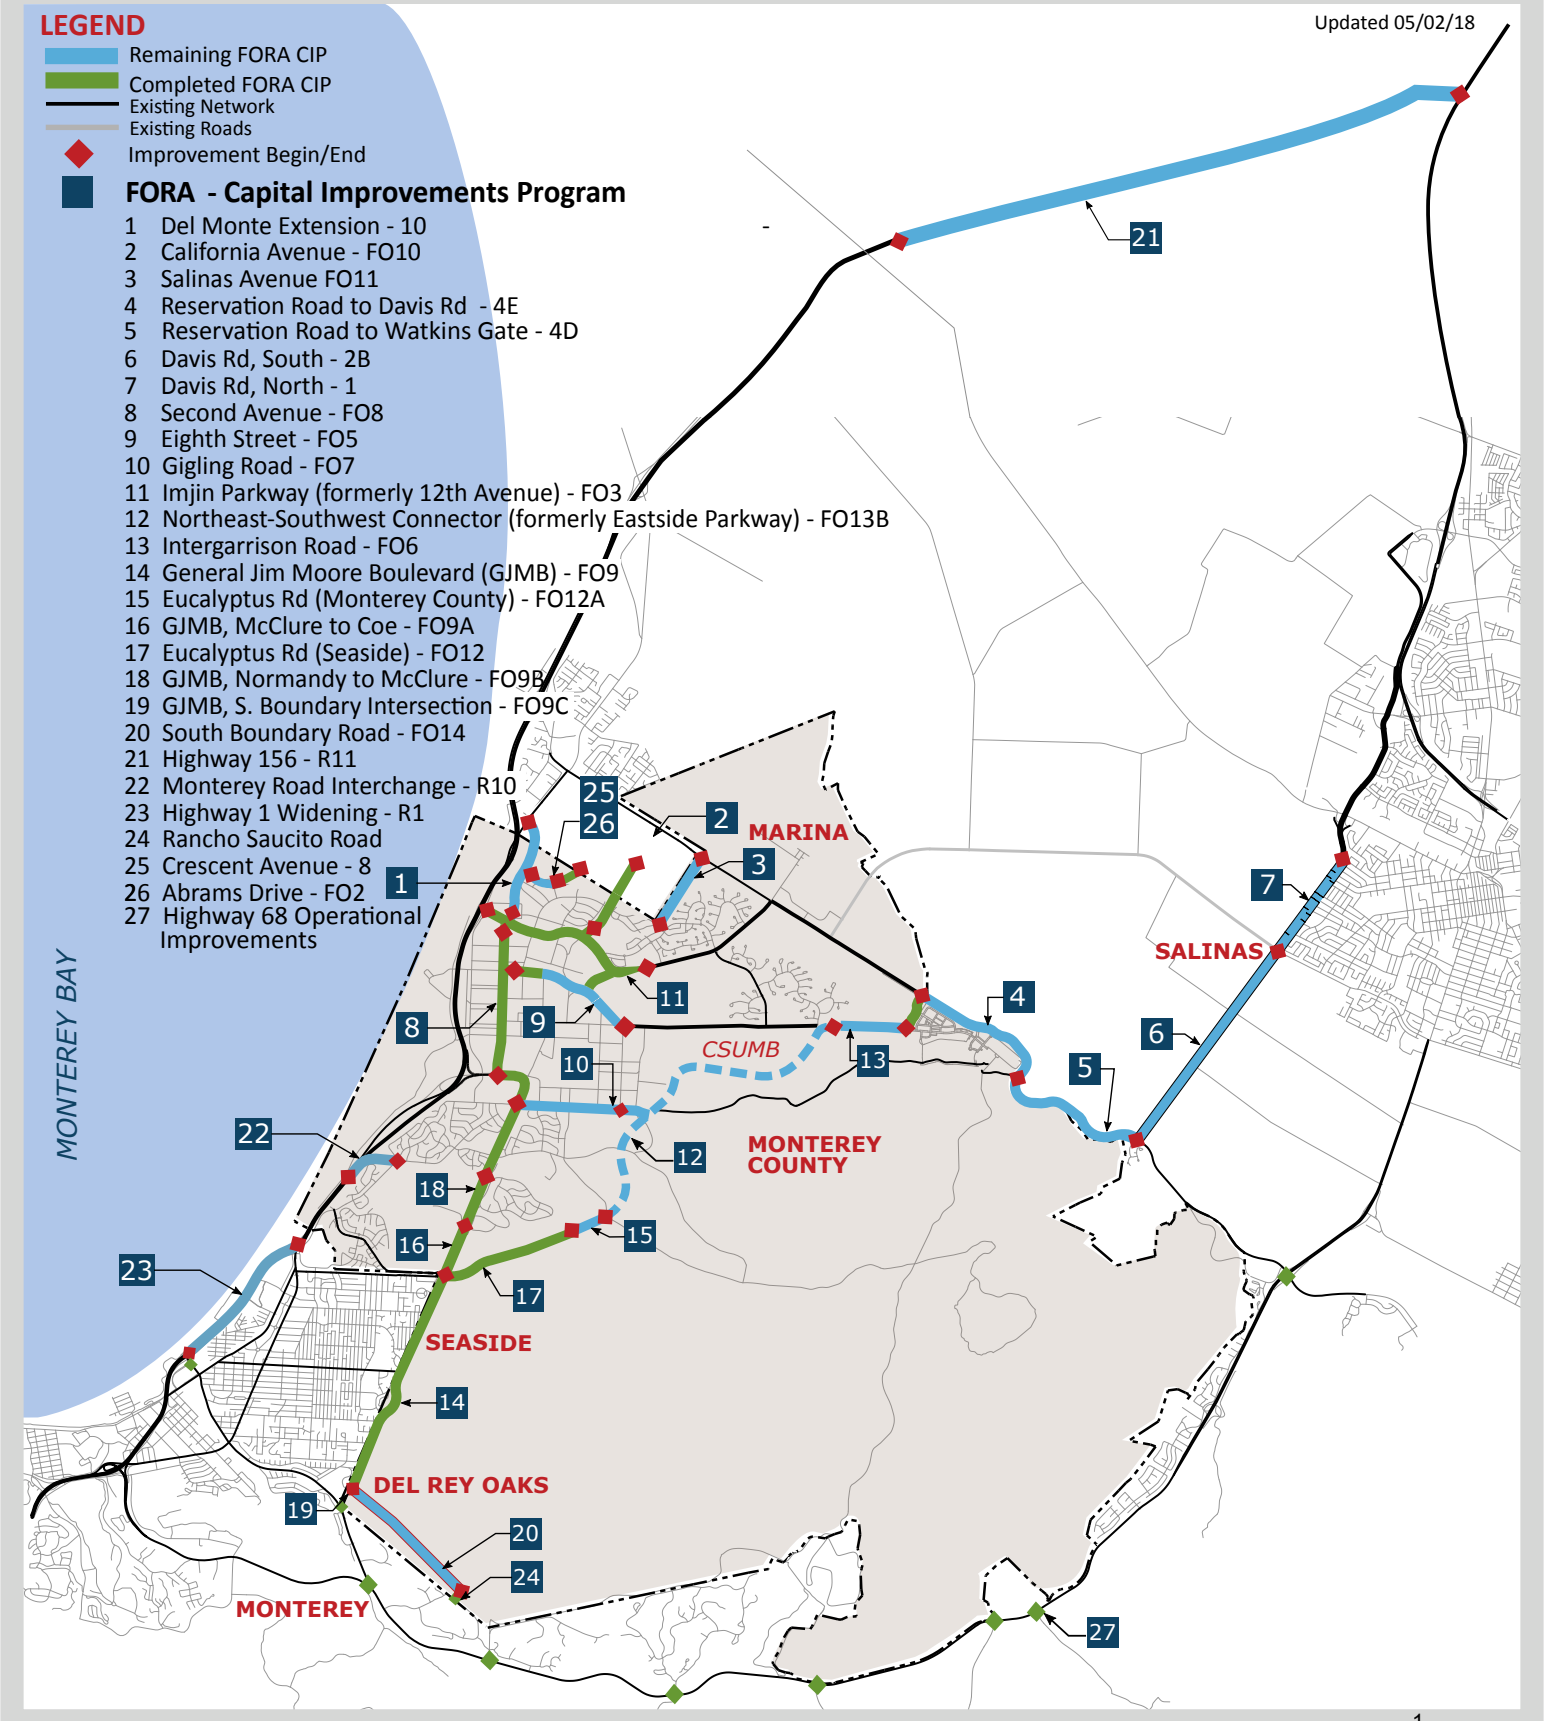 LEGEND
Updated 05/02/18
Remaining FORA CIP
Completed FORA CIP
Existing Network
Existing Roads
Improvement Begin/End
FORA - Capital Improvements Program
1 Del Monte Extension - 10
2 California Avenue - FO10
3 Salinas Avenue FO11
4 Reservation Road to Davis Rd - 4E
5 Reservation Road to Watkins Gate - 4D
6 Davis Rd, South - 2B
7 Davis Rd, North - 1
8 Second Avenue - FO8
9 Eighth Street - FO5
10 Gigling Road - FO7
11 Imjin Parkway (formerly 12th Avenue) - FO3
12 Northeast-Southwest Connector (formerly Eastside Parkway) - FO13B
13 Intergarrison Road - FO6
14 General Jim Moore Boulevard (GJMB) - FO9
15 Eucalyptus Rd (Monterey County) - FO12A
16 GJMB, McClure to Coe - FO9A
17 Eucalyptus Rd (Seaside) - FO12
18 GJMB, Normandy to McClure - FO9B
19 GJMB, S. Boundary Intersection - FO9C
20 South Boundary Road - FO14
21 Highway 156 - R11
22 Monterey Road Interchange - R10
23 Highway 1 Widening - R1
24 Rancho Saucito Road
25 Crescent Avenue - 8
26 Abrams Drive - FO2
27 Highway 68 Operational
Improvements
-
21
25
26
2
MARINA
3
1
7
SALINAS
MONTEREY BAY
11
4
8
9
6
CSUMB
10
13
5
22
12
MONTEREY
COUNTY
18
16
15
23
17
SEASIDE
14
DEL REY OAKS
19
20
24
MONTEREY
27
1